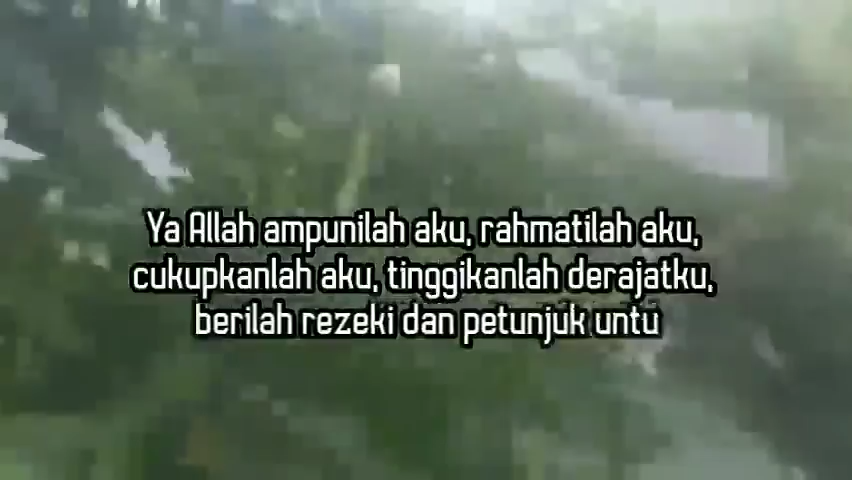 Ya Allah ampunilah aku, rahmatilah aku,
cukupkanlah aku, tinggikanlah derajatku,
berilah rezeki dan petunjuk untu